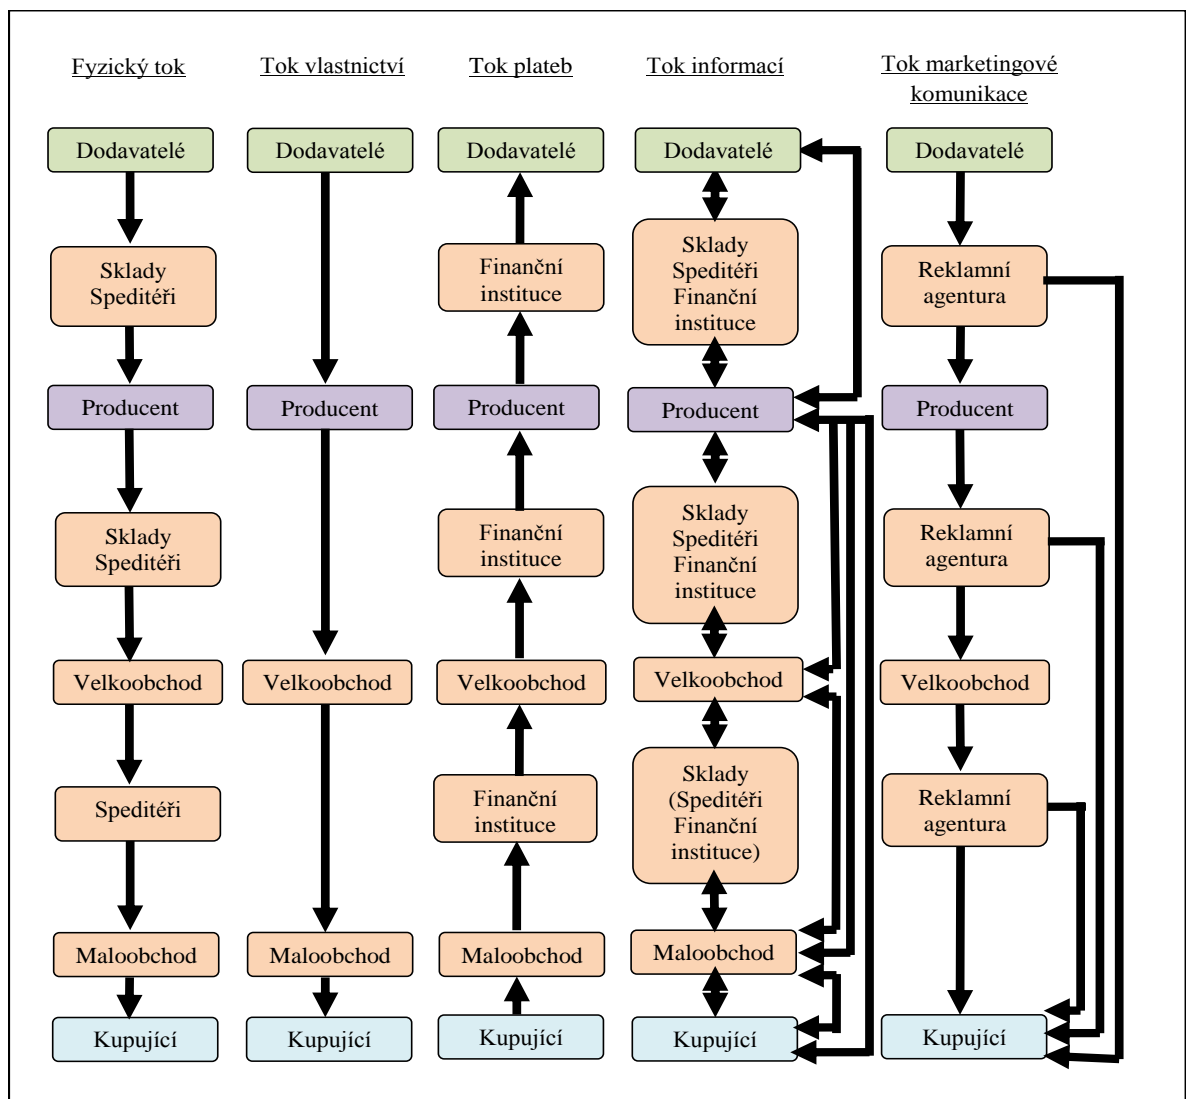 Fyzický tok
Tok vlastnictví
Tok plateb
Tok informací
Tok marketingové
komunikace
Dodavatelé
Sklady
Speditéři
Producent
Sklady
Speditéři
Velkoobchod
Speditéři
Maloobchod
Kupující
Dodavatelé
Producent
Velkoobchod
Maloobchod
Kupující
Dodavatelé
Finanční
instituce
Producent
Finanční
instituce
Velkoobchod
Finanční
instituce
Maloobchod
Kupující
Dodavatelé
Sklady
Speditéři
Finanční
instituce
Producent
Sklady
Speditéři
Finanční
instituce
Velkoobchod
Sklady
(Speditéři
Finanční
instituce)
Maloobchod
Kupující
Dodavatelé
Reklamní
agentura
Producent
Reklamní
agentura
Velkoobchod
Reklamní
agentura
Kupující